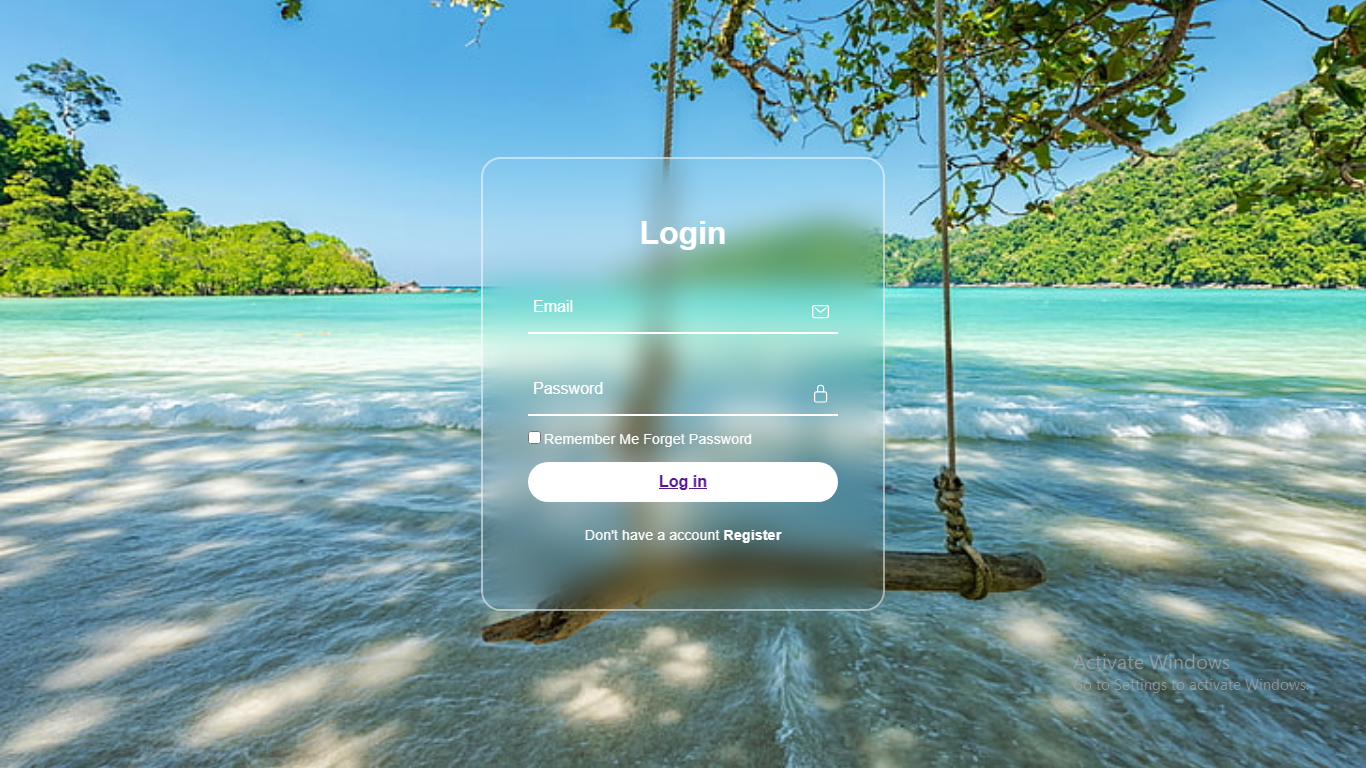 Login
Email
Password
Remember Me Forget Password
Log in
Don't have a account Register
Activate Windows
Go to Settings to activate Windows.